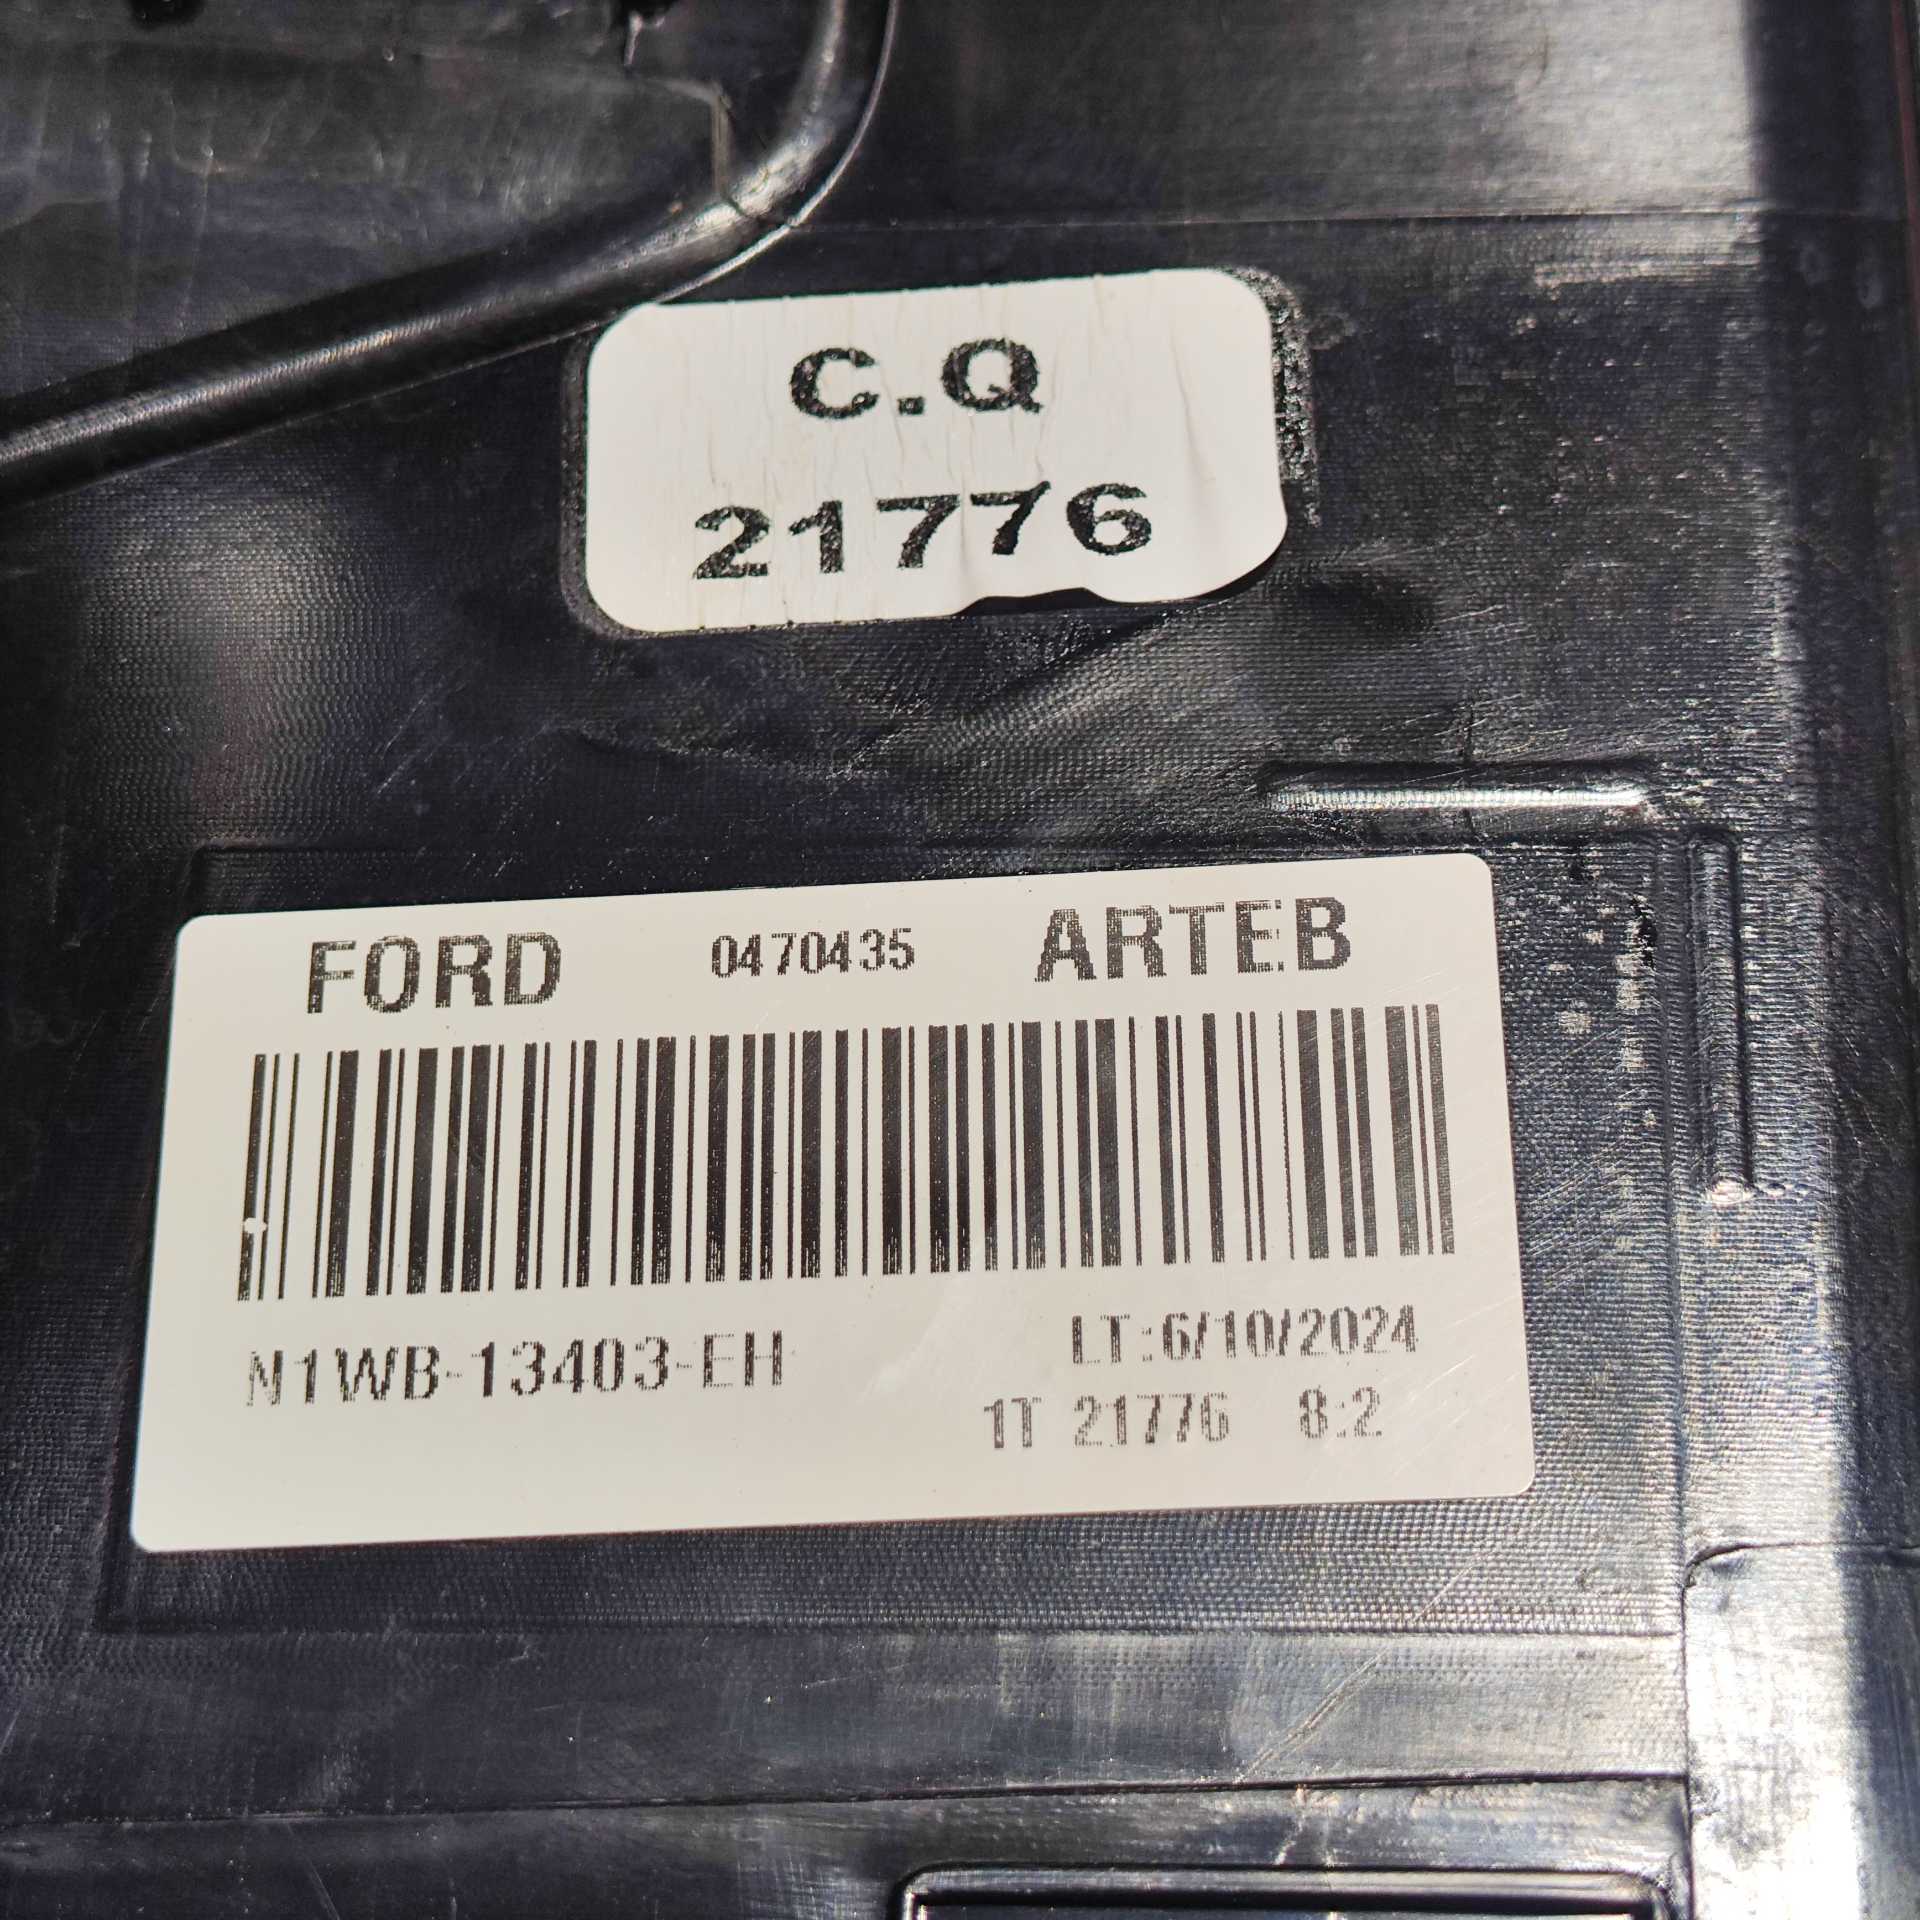 C.Q
21776
FORD 0470435 ARTEB
N1WB-13403-EH LT:6/10/2024
1T 21776 8:2